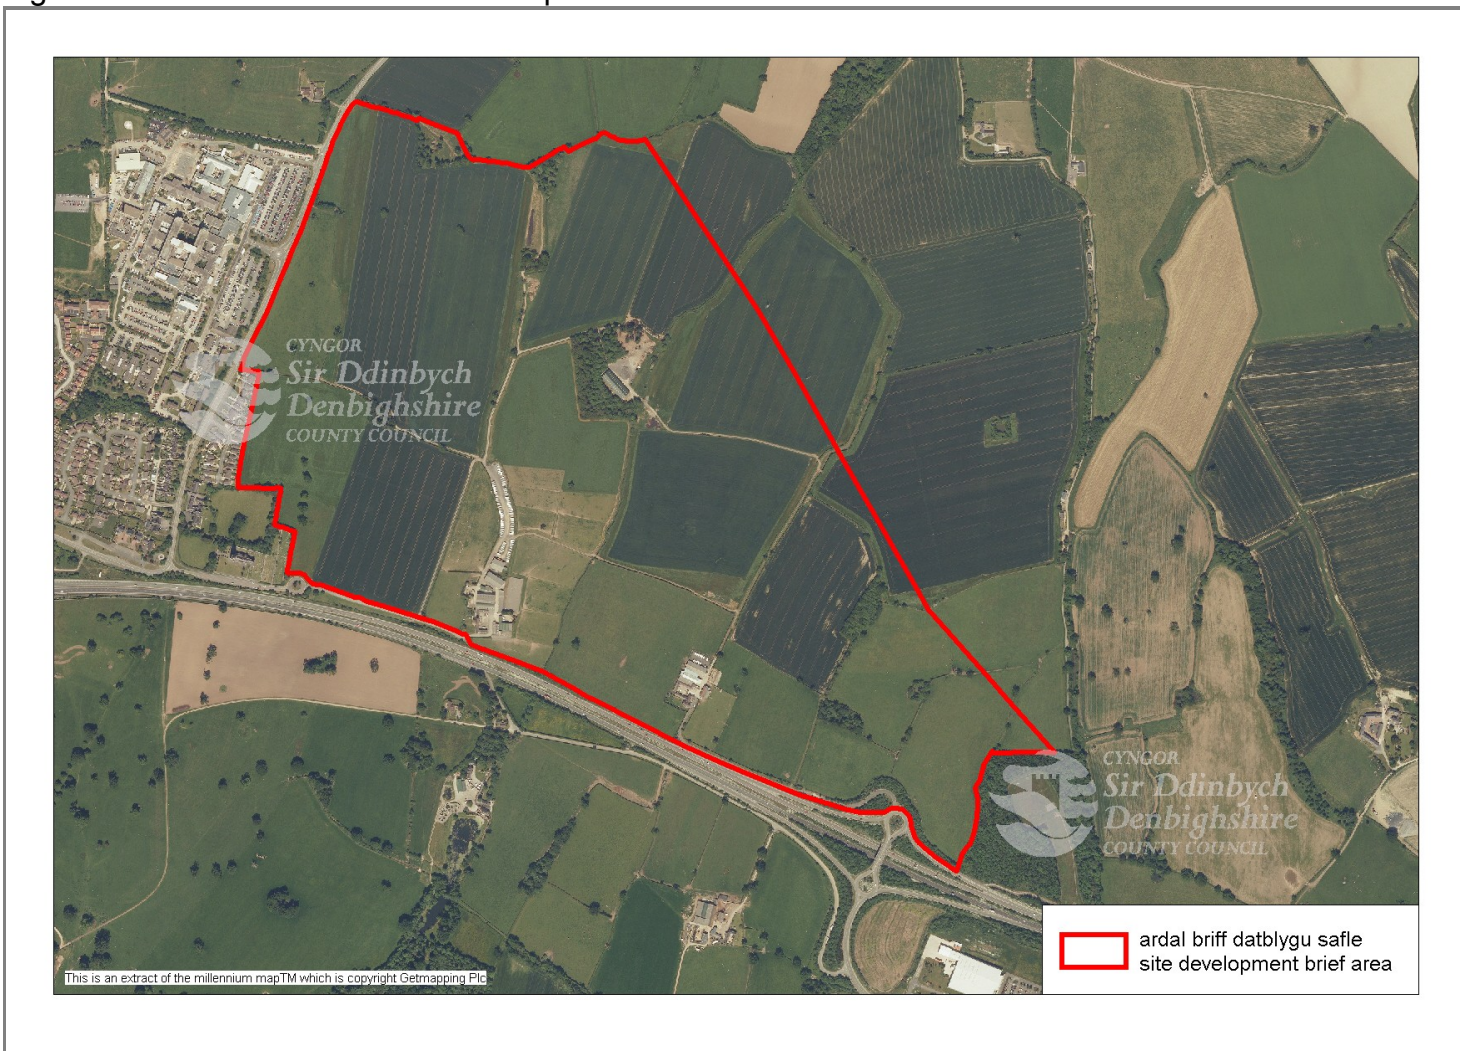 CYNGOR
Sir Ddinbych
Denbighshire
COUNTY COUNCIL
CYNGOR
Sir Ddinbych
Denbighshire
COUNTY COUNCIL
ardal briff datblygu safle
site development brief area
This is an extract of the millennium mapTM which is copyright Getmapping Plc